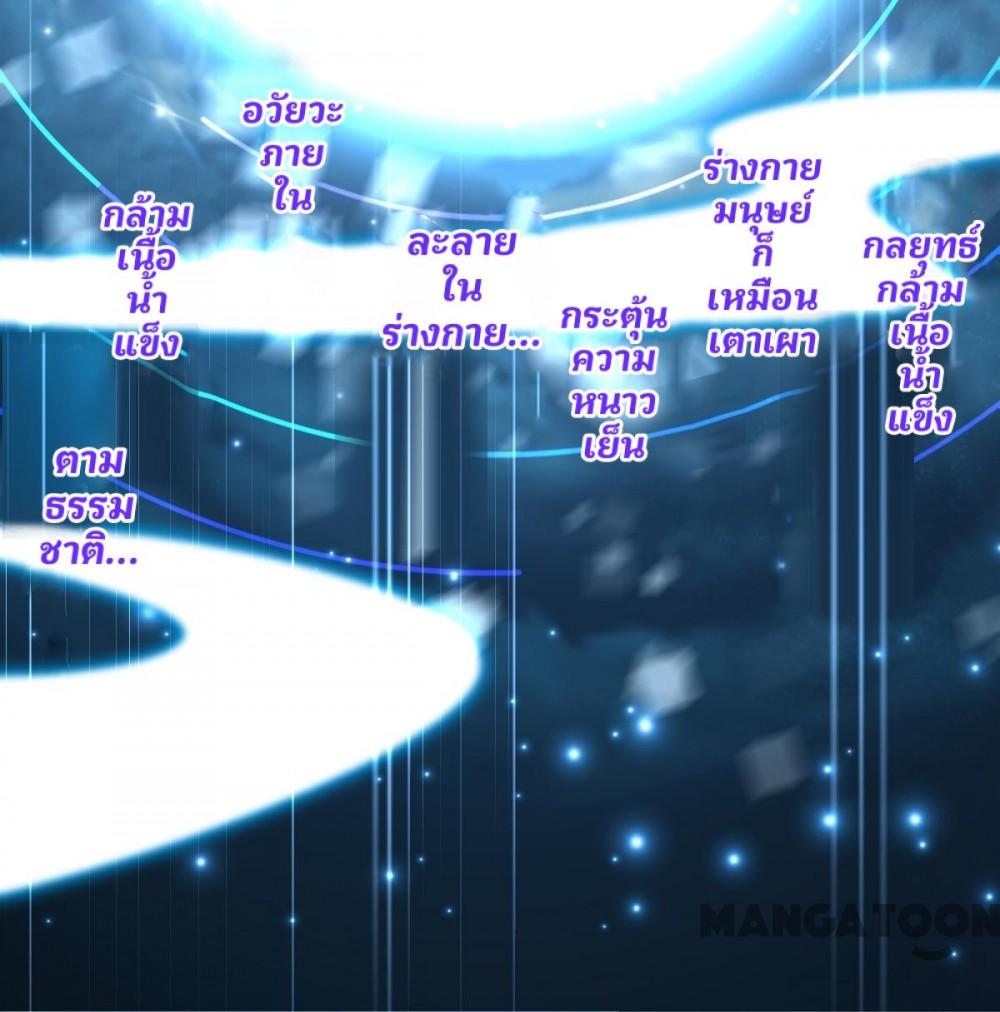 อวัยวะ
ภาย
ใน
กล้าม
เนื้อ
น้ำ
แข็ง
ละลาย
ใน
ร่างกาย...
กระตุ้น
ความ
หนาว
เย็น
ร่างกาย
มนุษย์
ก็
เหมือน
เตาเผา
กลยุทธ์
กล้าม
เนื้อ
น้ำ
แข็ง
ตาม
ธรรม
ชาติ...
MANGATOON